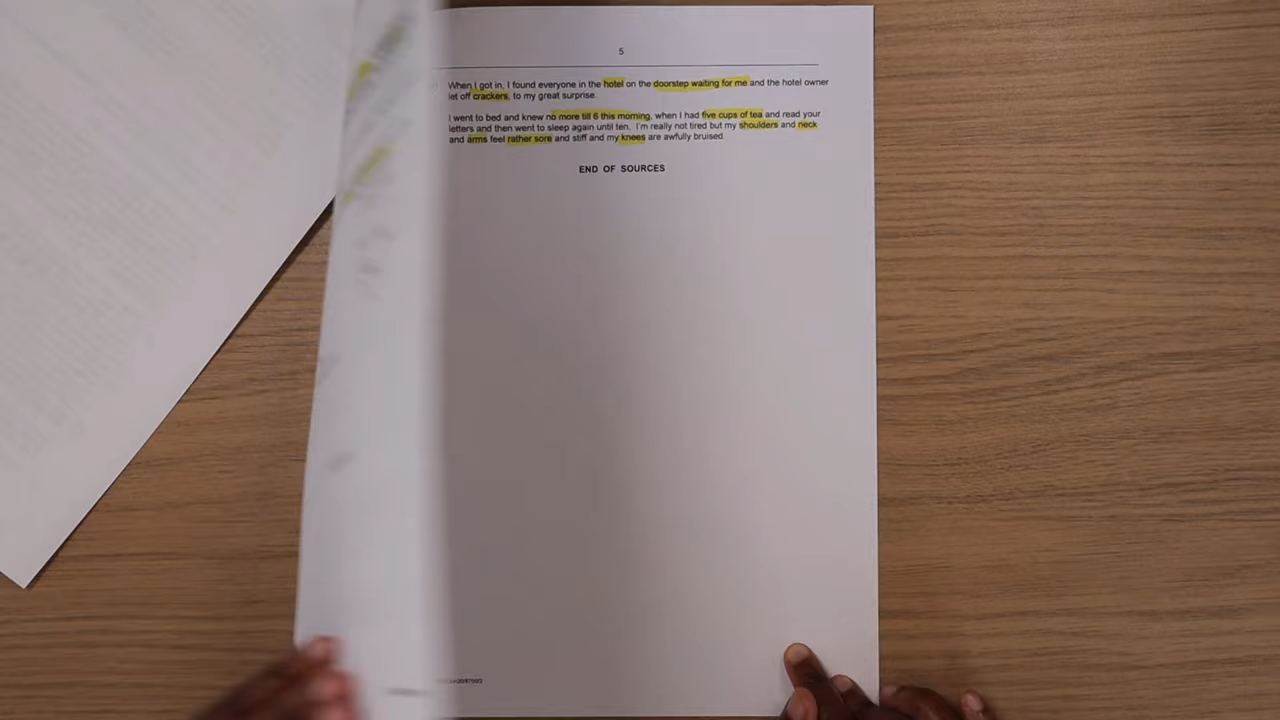 5
When I got in, I found everyone in the hotel on the doorstep waiting for me and the hotel owner
let off crackers, to my great surprise.
I went to bed and knew no more till 6 this morning, when I had five cups of tea and read your
letters and then went to sleep again until ten. I'm really not tired but my shoulders and neck
and arms feel rather sore and stiff and my knees are awfully bruised.
END OF SOURCES